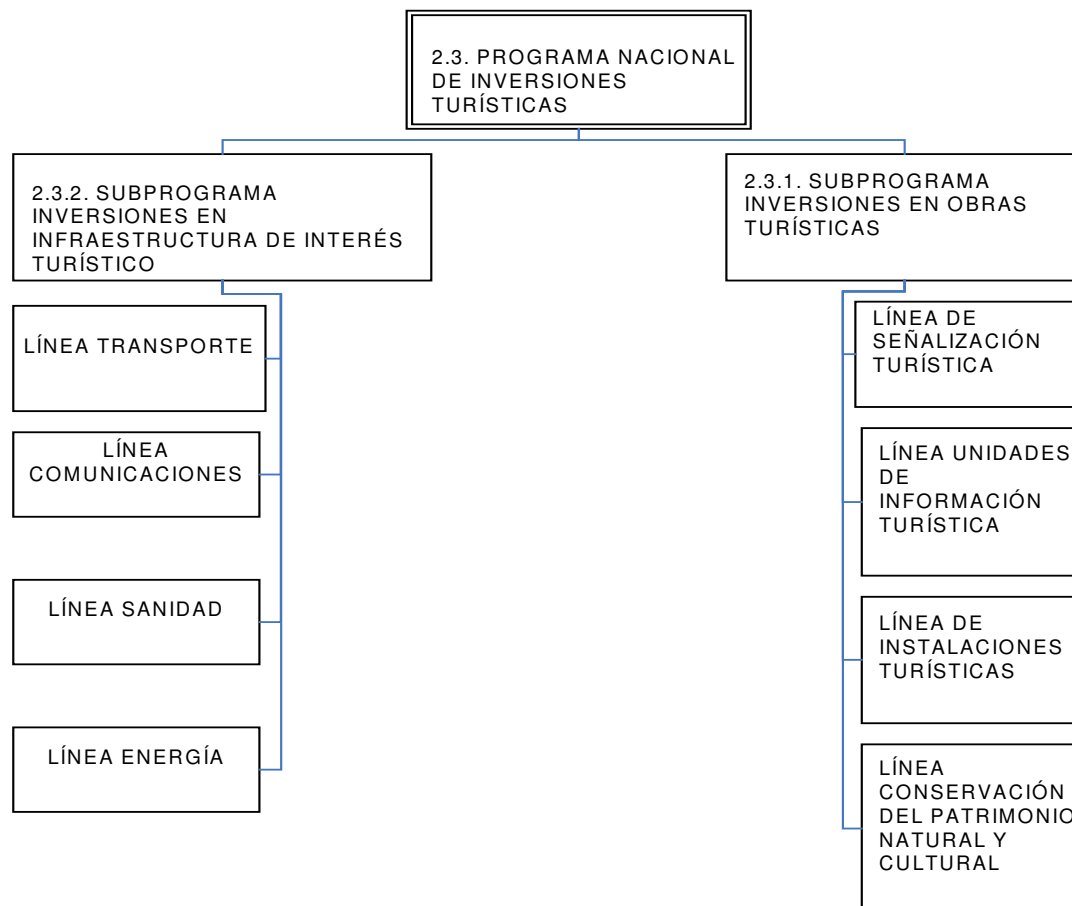 2.3. PROGRAMA NACIONAL
DE INVERSIONES
TURÍSTICAS
2.3.2. SUBPROGRAMA
INVERSIONES EN
INFRAESTRUCTURA DE INTERÉS
TURÍSTICO
LÍNEA TRANSPORTE
LÍNEA
COMUNICACIONES
LÍNEA SANIDAD
LÍNEA ENERGÍA
2.3.1. SUBPROGRAMA
INVERSIONES EN OBRAS
TURÍSTICAS
LÍNEA DE
SEÑALIZACIÓN
TURÍSTICA
LÍNEA UNIDADES
DE
INFORMACIÓN
TURÍSTICA
LÍNEA DE
INSTALACIONES
TURÍSTICAS
LÍNEA
CONSERVACIÓN
DEL PATRIMONIO
NATURAL Y
CULTURAL